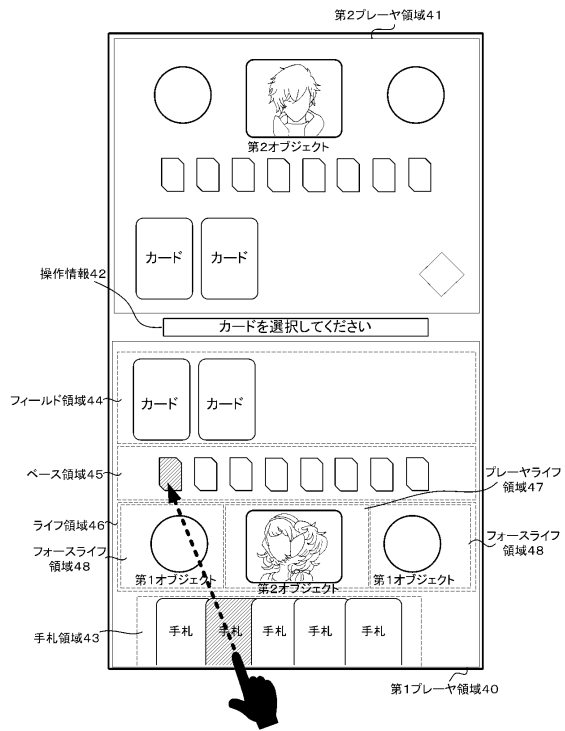 第2プレーヤ領域41
第2オブジェクト
カード
カード
操作情報42
カードを選択してください
フィールド領域44
カード
カード
ベース領域45
プレーヤライフ
領域47
ライフ領域46
フォースライフ
領域48
フォースライフ
領域48
第1オブジェクト
第2オブジェクト
第1オブジェクト
手札領域43
手札
手札
手札
手札
手札
第1プレーヤ領域40